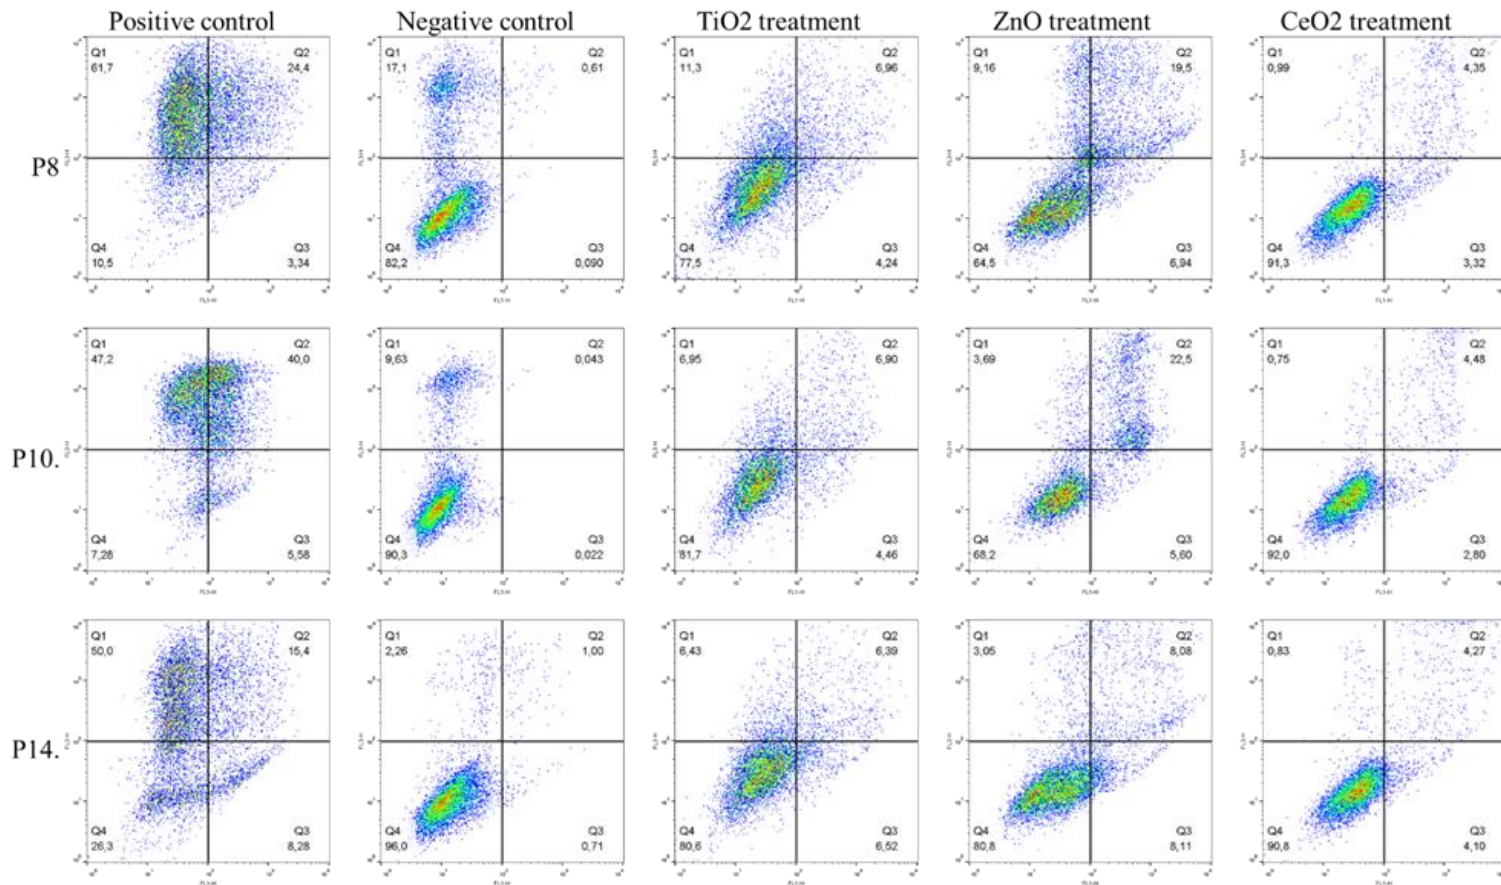 Positive control Negative control TiO2 treatment ZnO treatment CeO2 treatment
P8
Q1 Q2 Q1 Q2 Q1 Q2 Q1 Q2 Q1 Q2
61,7 24,4 17,1 0,61 11,3 6,96 9,16 19,5 0,99 4,35
Q4 Q3 Q4 Q3 Q4 Q3 Q4 Q3 Q4 Q3
10,5 3,34 82,2 0,090 77,5 4,24 64,5 6,94 91,3 3,32
P10.
Q1 Q2 Q1 Q2 Q1 Q2 Q1 Q2 Q1 Q2
47,2 40,0 9,63 0,043 6,95 6,90 3,69 22,5 0,75 4,48
Q4 Q3 Q4 Q3 Q4 Q3 Q4 Q3 Q4 Q3
7,28 5,58 90,3 0,022 81,7 4,46 68,2 5,60 92,0 2,80
P14.
Q1 Q2 Q1 Q2 Q1 Q2 Q1 Q2 Q1 Q2
50,0 15,4 2,26 1,00 6,43 6,39 3,05 8,08 0,83 4,27
Q4 Q3 Q4 Q3 Q4 Q3 Q4 Q3 Q4 Q3
26,3 8,28 96,0 0,71 80,6 6,52 80,8 8,11 90,8 4,10